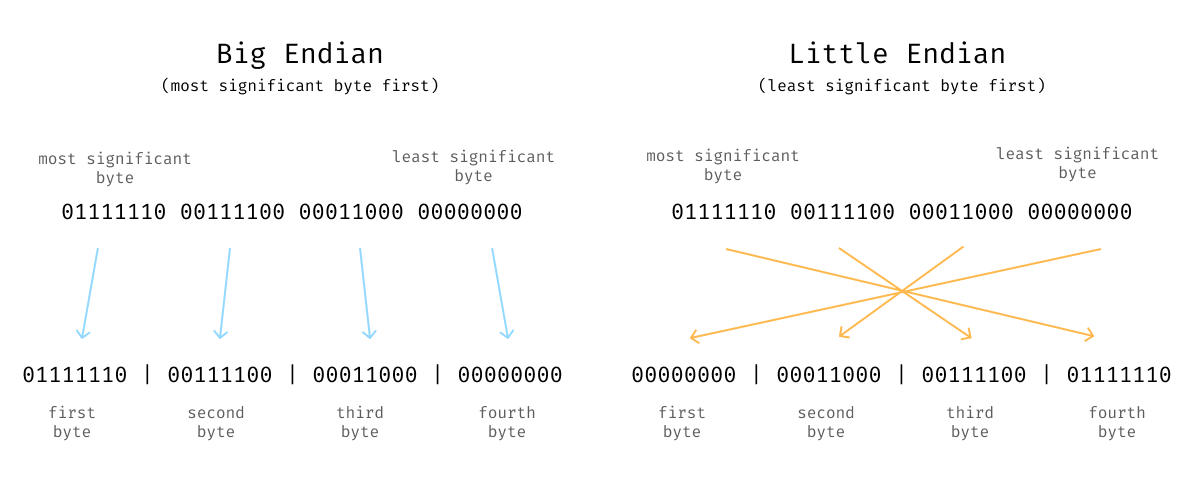 Big Endian
(most significant byte first)
most significant
byte
least significant
byte
01111110 00111100 00011000 00000000
01111110 | 00111100 | 00011000 | 00000000
first
byte
second
byte
third
byte
fourth
byte
Little Endian
(least significant byte first)
most significant
byte
least significant
byte
01111110 00111100 00011000 00000000
00000000 | 00011000 | 00111100 | 01111110
first
byte
second
byte
third
byte
fourth
byte